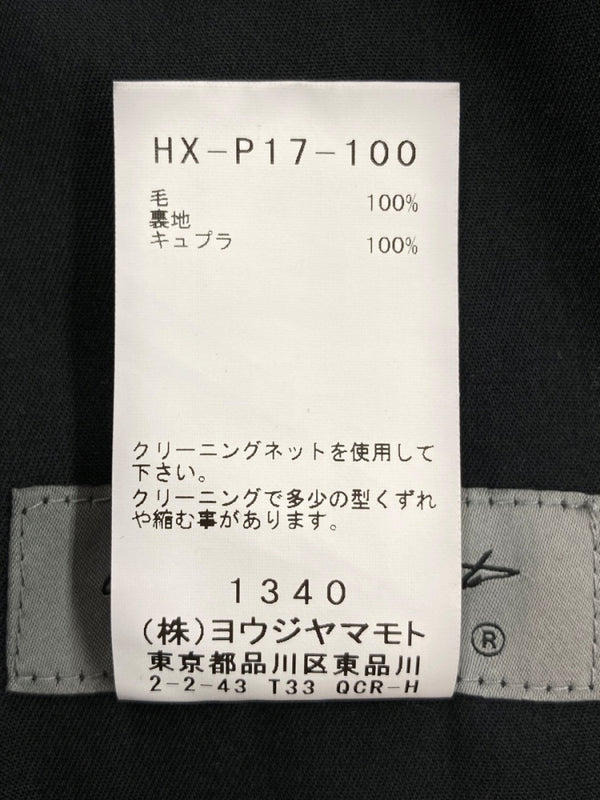 HX-P17-100
毛 100%
裏地
キュプラ 100%
クリーニングネットを使用して
下さい。
クリーニングで多少の型くずれ
や縮む事があります。
1340
(株)ヨウジヤマモト
東京都品川区東品川
2-2-43 T33 QCR-H
®